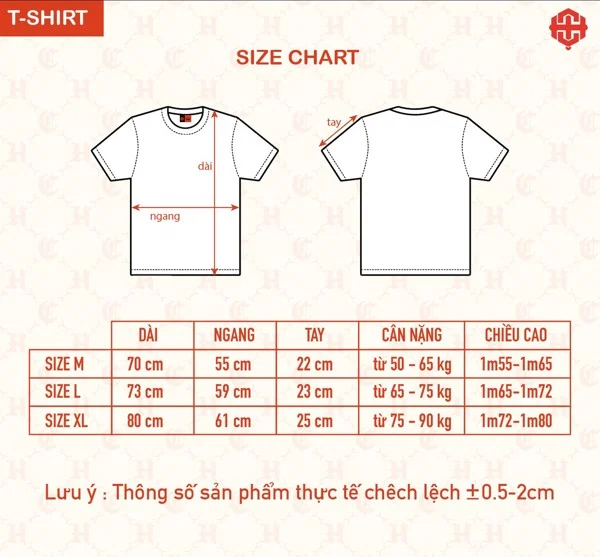 T-SHIRT
SIZE CHART
tay
dài
ngang
DÀI NGANG TAY CÂN NẶNG CHIỀU CAO
SIZE M 70 cm 55 cm 22 cm từ 50 - 65 kg 1m55-1m65
SIZE L 73 cm 59 cm 23 cm từ 65 - 75 kg 1m65-1m72
SIZE XL 80 cm 61 cm 25 cm từ 75 - 90 kg 1m72-1m80
Lưu ý : Thông số sản phẩm thực tế chêch lệch ±0.5-2cm